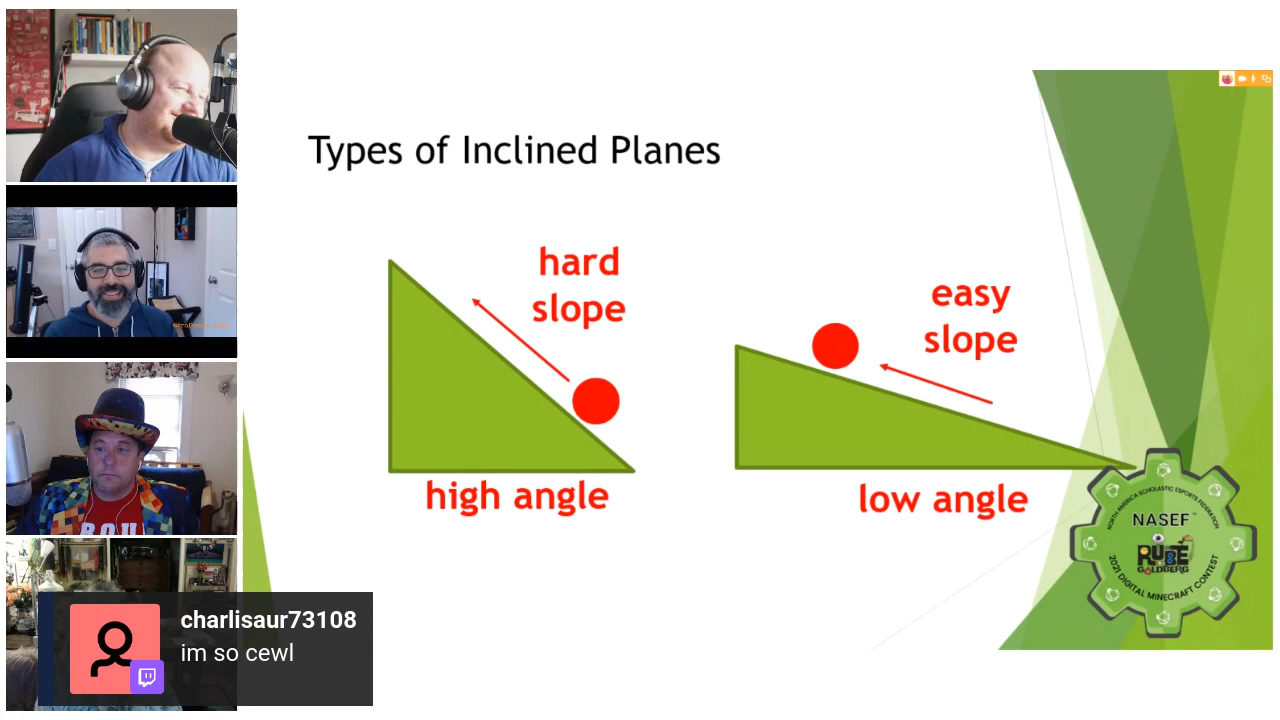 Types of Inclined Planes
hard
slope
easy
slope
high angle
low angle
NORTH AMERICA SCHOLASTIC ESPORTS FEDERATION
NASEF
RUBE
GOLDBERG
2021 DIGITAL MINECRAFT CONTEST
charlisaur73108
im so cewl